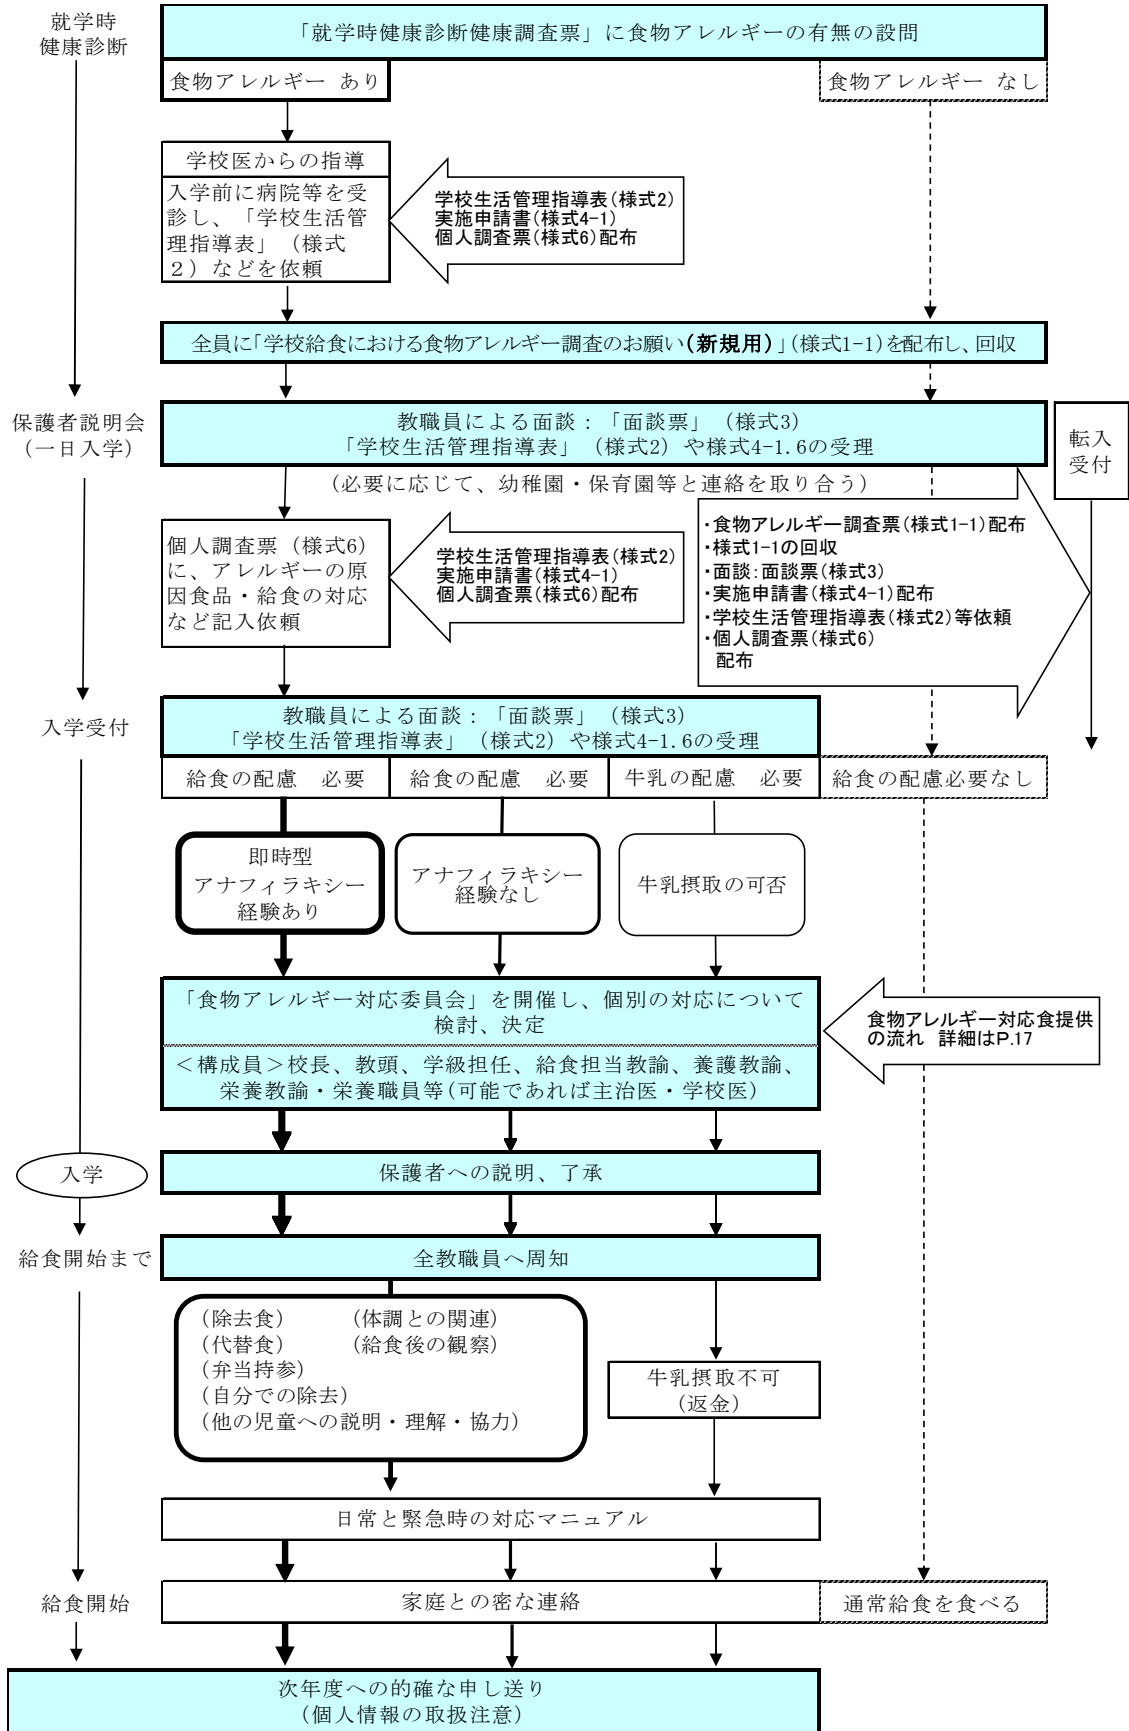 就学時
健康診断
「就学時健康診断健康調査票」に食物アレルギーの有無の設問
食物アレルギー あり
食物アレルギー なし
学校医からの指導
入学前に病院等を受
診し、「学校生活管
理指導表」（様式
２）などを依頼
学校生活管理指導表(様式2)
実施申請書(様式4-1)
個人調査票(様式6)配布
全員に「学校給食における食物アレルギー調査のお願い(新規用)」(様式1-1)を配布し、回収
保護者説明会
（一日入学）
教職員による面談：「面談票」（様式3）
「学校生活管理指導表」（様式2）や様式4-1.6の受理
転入
受付
（必要に応じて、幼稚園・保育園等と連絡を取り合う）
個人調査票（様式6）
に、アレルギーの原
因食品・給食の対応
など記入依頼
学校生活管理指導表(様式2)
実施申請書(様式4-1)
個人調査票(様式6)配布
・食物アレルギー調査票(様式1-1)配布
・様式1-1の回収
・面談:面談票(様式3)
・実施申請書(様式4-1)配布
・学校生活管理指導表(様式2)等依頼
・個人調査票(様式6)
配布
入学受付
教職員による面談：「面談票」（様式3）
「学校生活管理指導表」（様式2）や様式4-1.6の受理
給食の配慮　必要
給食の配慮　必要
牛乳の配慮　必要
給食の配慮必要なし
即時型
アナフィラキシー
経験あり
アナフィラキシー
経験なし
牛乳摂取の可否
「食物アレルギー対応委員会」を開催し、個別の対応について
検討、決定
＜構成員＞校長、教頭、学級担任、給食担当教諭、養護教諭、
栄養教諭・栄養職員等(可能であれば主治医・学校医)
食物アレルギー対応食提供
の流れ　詳細はP.17
入学
保護者への説明、了承
給食開始まで
全教職員へ周知
（除去食）　　　（体調との関連）
（代替食）　　　（給食後の観察）
（弁当持参）
（自分での除去）
（他の児童への説明・理解・協力）
牛乳摂取不可
（返金）
日常と緊急時の対応マニュアル
給食開始
家庭との密な連絡
通常給食を食べる
次年度への的確な申し送り
（個人情報の取扱注意）